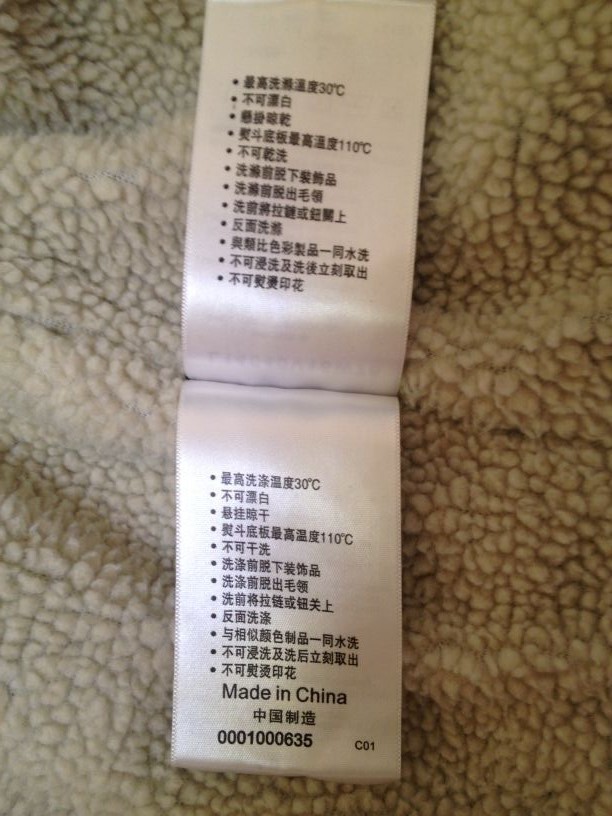 • 最高洗滌溫度30℃
• 不可漂白
• 懸掛晾乾
• 熨斗底板最高溫度110℃
• 不可乾洗
• 洗滌前脱下裝飾品
• 洗滌前脱出毛領
• 洗前將拉鏈或鈕關上
• 反面洗滌
• 與類比色彩製品一同水洗
• 不可浸洗及洗後立刻取出
• 不可熨燙印花
• 最高洗涤温度30℃
• 不可漂白
• 悬挂晾干
• 熨斗底板最高温度110℃
• 不可干洗
• 洗涤前脱下装饰品
• 洗涤前脱出毛领
• 洗前将拉链或钮关上
• 反面洗涤
• 与相似颜色制品一同水洗
• 不可浸洗及洗后立刻取出
• 不可熨烫印花
Made in China
中国制造
0001000635 C01